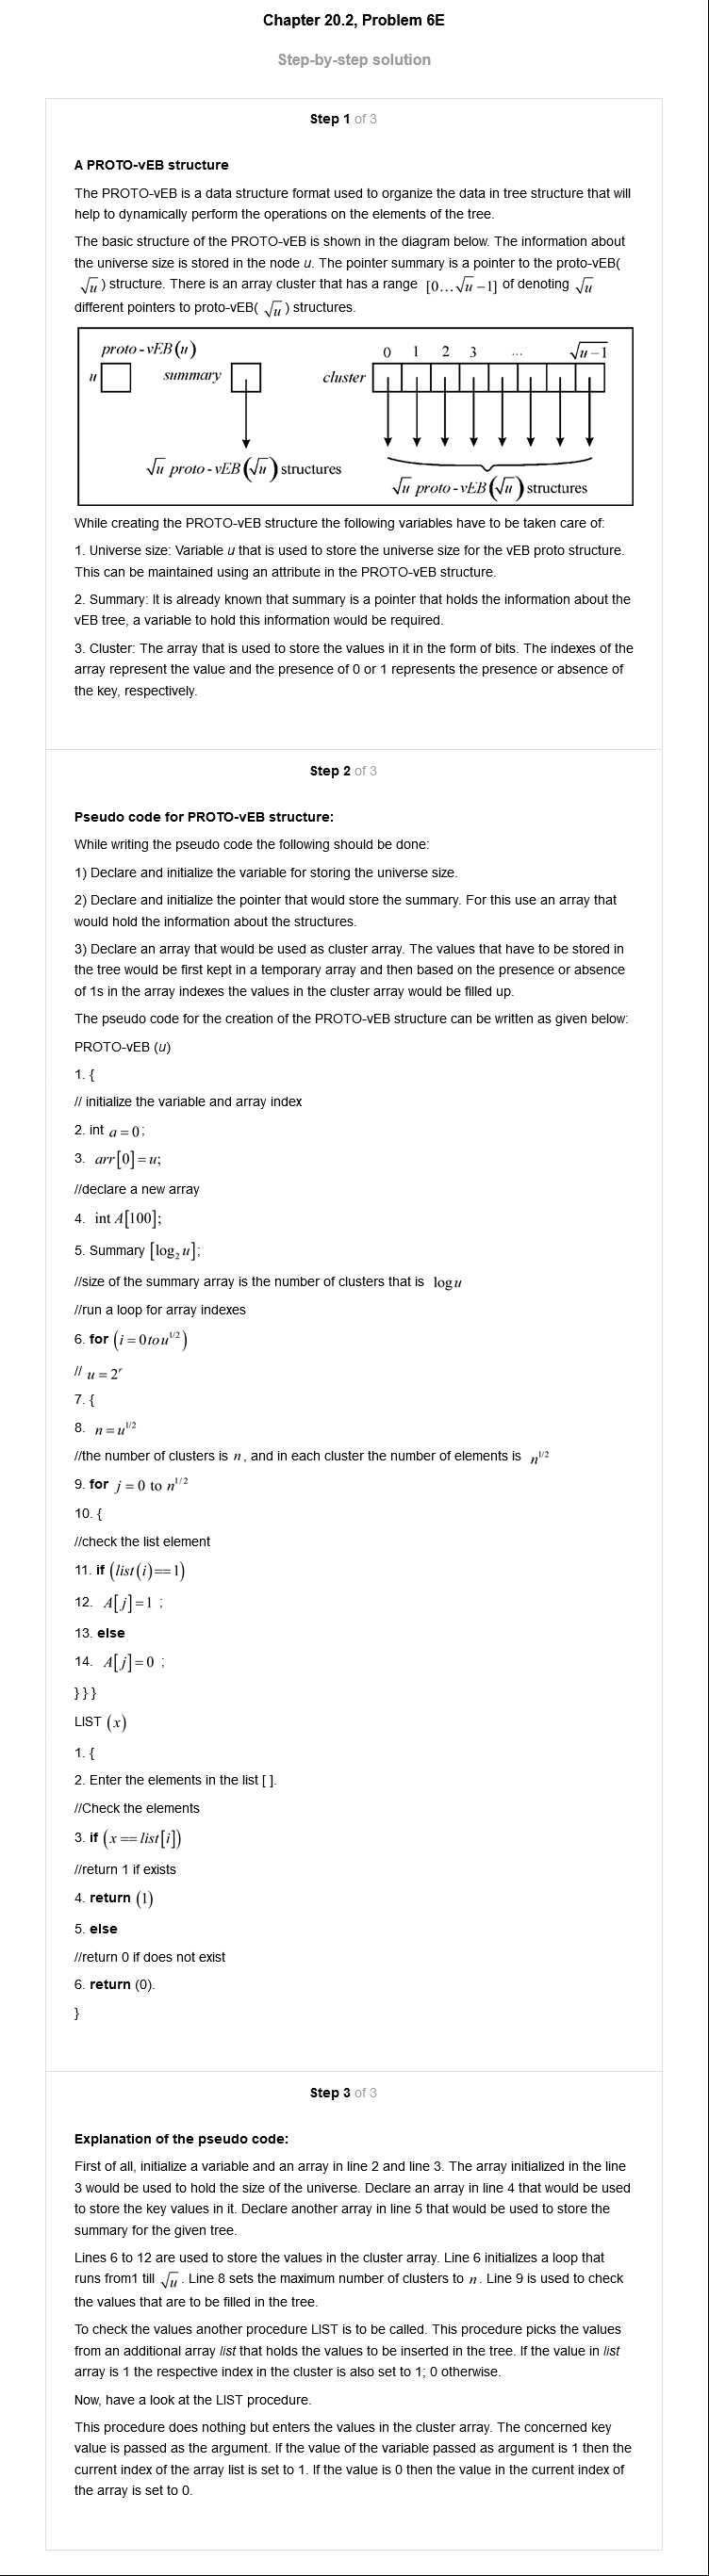 Chapter 20.2, Problem 6E
Step-by-step solution
Step 1 of 3
A PROTO-vEB structure
The PROTO-vEB is a data structure format used to organize the data in tree structure that will
help to dynamically perform the operations on the elements of the tree.
The basic structure of the PROTO-vEB is shown in the diagram below. The information about
the universe size is stored in the node u. The pointer summary is a pointer to the proto-vEB(
√u ) structure. There is an array cluster that has a range [0…√u −1] of denoting √u
different pointers to proto-vEB( √u ) structures.
proto - vEB(u)
0 1 2 3 ... √u−1
u summary cluster
√u proto - vEB(√u) structures
√u proto - vEB(√u) structures
While creating the PROTO-vEB structure the following variables have to be taken care of:
1. Universe size: Variable u that is used to store the universe size for the vEB proto structure.
This can be maintained using an attribute in the PROTO-vEB structure.
2. Summary: It is already known that summary is a pointer that holds the information about the
vEB tree, a variable to hold this information would be required.
3. Cluster: The array that is used to store the values in it in the form of bits. The indexes of the
array represent the value and the presence of 0 or 1 represents the presence or absence of
the key, respectively.
Step 2 of 3
Pseudo code for PROTO-vEB structure:
While writing the pseudo code the following should be done:
1) Declare and initialize the variable for storing the universe size.
2) Declare and initialize the pointer that would store the summary. For this use an array that
would hold the information about the structures.
3) Declare an array that would be used as cluster array. The values that have to be stored in
the tree would be first kept in a temporary array and then based on the presence or absence
of 1s in the array indexes the values in the cluster array would be filled up.
The pseudo code for the creation of the PROTO-vEB structure can be written as given below:
PROTO-vEB (u)
1. {
// initialize the variable and array index
2. int a = 0;
3. arr[0] = u;
//declare a new array
4. int A[100];
5. Summary [log₂ u];
//size of the summary array is the number of clusters that is log u
//run a loop for array indexes
6. for (i = 0 to u^1/2)
// u = 2^r
7. {
8. n = u^1/2
//the number of clusters is n, and in each cluster the number of elements is n^1/2
9. for j = 0 to n^1/2
10. {
//check the list element
11. if (list(i)==1)
12. A[j]=1 ;
13. else
14. A[j]=0 ;
} } }
LIST (x)
1. {
2. Enter the elements in the list [ ].
//Check the elements
3. if (x == list[i])
//return 1 if exists
4. return (1)
5. else
//return 0 if does not exist
6. return (0).
}
Step 3 of 3
Explanation of the pseudo code:
First of all, initialize a variable and an array in line 2 and line 3. The array initialized in the line
3 would be used to hold the size of the universe. Declare an array in line 4 that would be used
to store the key values in it. Declare another array in line 5 that would be used to store the
summary for the given tree.
Lines 6 to 12 are used to store the values in the cluster array. Line 6 initializes a loop that
runs from1 till √u . Line 8 sets the maximum number of clusters to n. Line 9 is used to check
the values that are to be filled in the tree.
To check the values another procedure LIST is to be called. This procedure picks the values
from an additional array list that holds the values to be inserted in the tree. If the value in list
array is 1 the respective index in the cluster is also set to 1; 0 otherwise.
Now, have a look at the LIST procedure.
This procedure does nothing but enters the values in the cluster array. The concerned key
value is passed as the argument. If the value of the variable passed as argument is 1 then the
current index of the array list is set to 1. If the value is 0 then the value in the current index of
the array is set to 0.